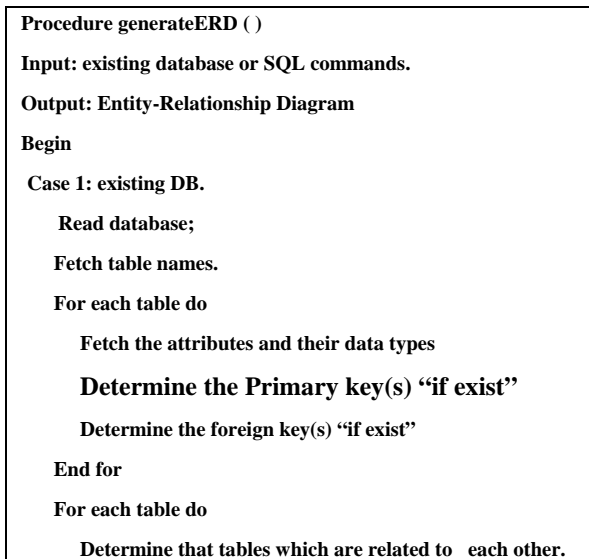 Procedure generateERD ( )
Input: existing database or SQL commands.
Output: Entity-Relationship Diagram
Begin
Case 1: existing DB.
Read database;
Fetch table names.
For each table do
Fetch the attributes and their data types
Determine the Primary key(s) “if exist”
Determine the foreign key(s) “if exist”
End for
For each table do
Determine that tables which are related to each other.